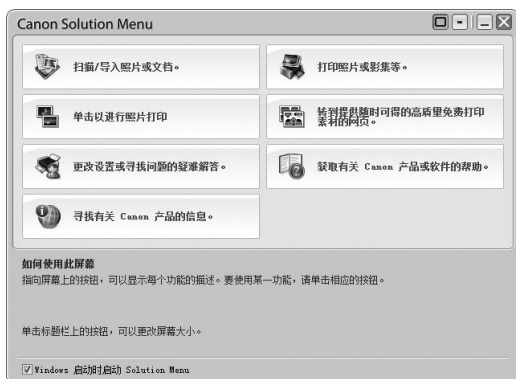 Canon Solution Menu
扫描/导入照片或文档。
打印照片或影集等。
单击以进行照片打印
转到提供随时可得的高质量免费打印
素材的网页。
更改设置或寻找问题的疑难解答。
获取有关 Canon 产品或软件的帮助。
寻找有关 Canon 产品的信息。
如何使用此屏幕
指向屏幕上的按钮，可以显示每个功能的描述。要使用某一功能，请单击相应的按钮。
单击标题栏上的按钮，可以更改屏幕大小。
Windows 启动时启动 Solution Menu